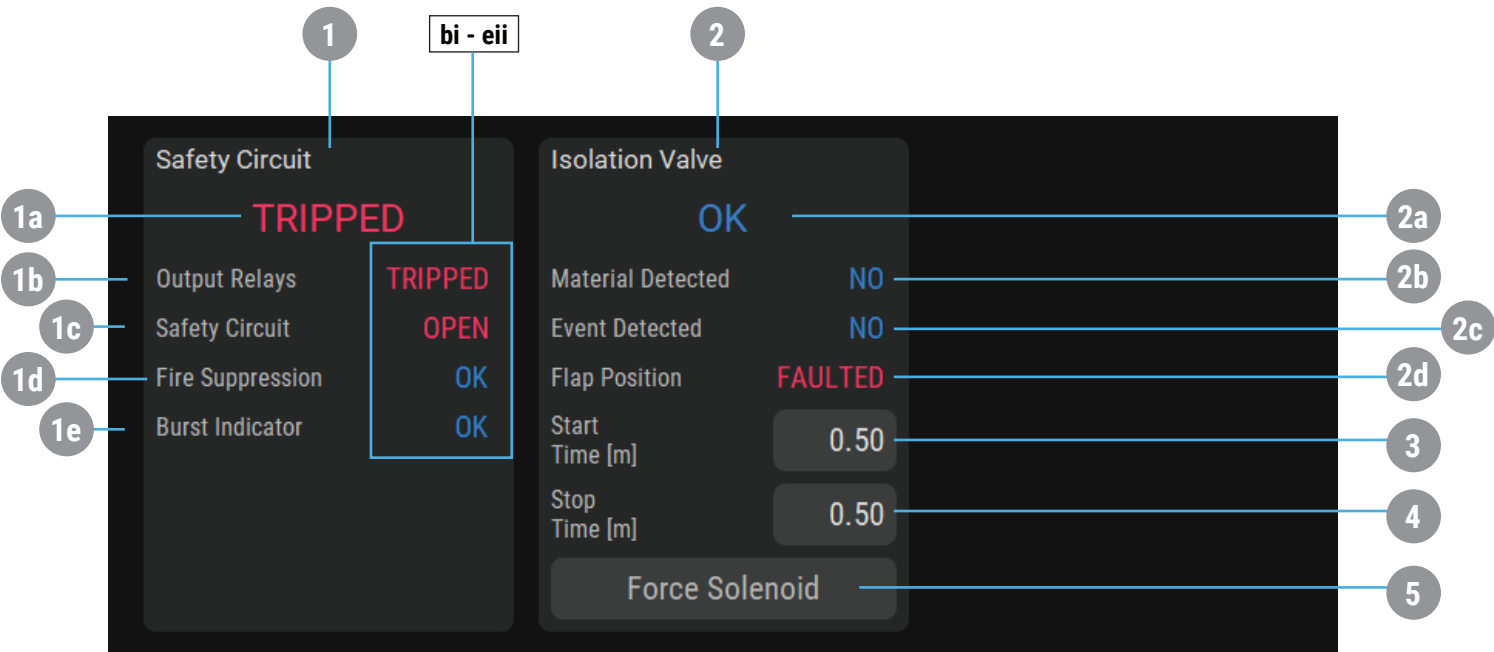 1
bi - eii
2
Safety Circuit
Isolation Valve
1a
TRIPPED
OK
2a
1b
Output Relays
TRIPPED
Material Detected
NO
2b
1c
Safety Circuit
OPEN
Event Detected
NO
2c
1d
Fire Suppression
OK
Flap Position
FAULTED
2d
1e
Burst Indicator
OK
Start
Time [m]
0.50
3
Stop
Time [m]
0.50
4
Force Solenoid
5